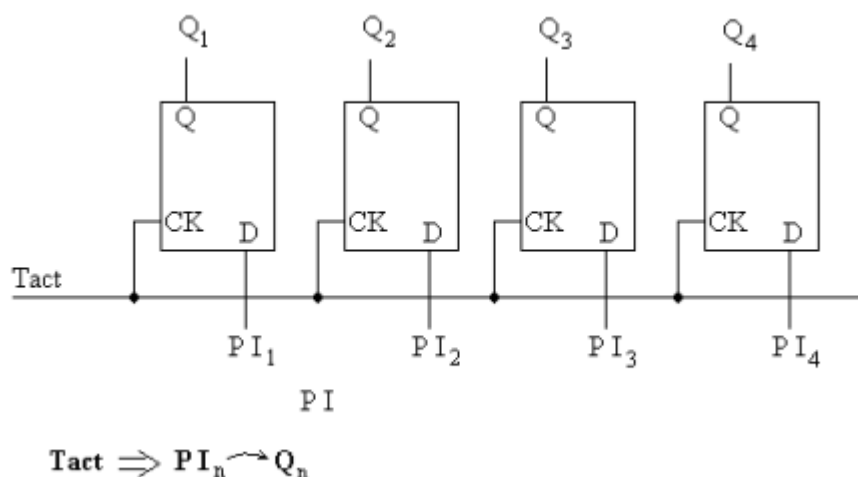 Q1 Q2 Q3 Q4
Q Q Q Q
CK CK CK CK
D D D D
Tact
PI1 PI2 PI3 PI4
PI
Tact ⇒ PIn → Qn